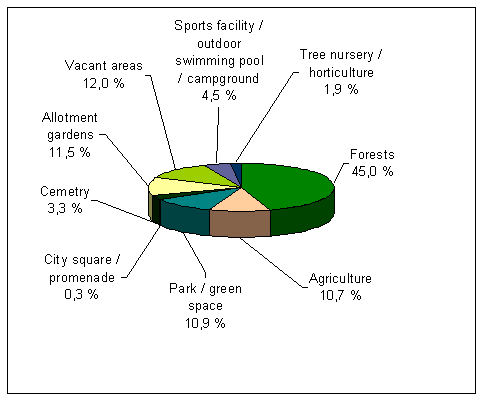 Sports facility /
outdoor
swimming pool
/ campground
4,5 %
Tree nursery /
horticulture
1,9 %
Vacant areas
12,0 %
Allotment
gardens
11,5 %
Forests
45,0 %
Cemetry
3,3 %
City square /
promenade
0,3 %
Park / green
space
10,9 %
Agriculture
10,7 %